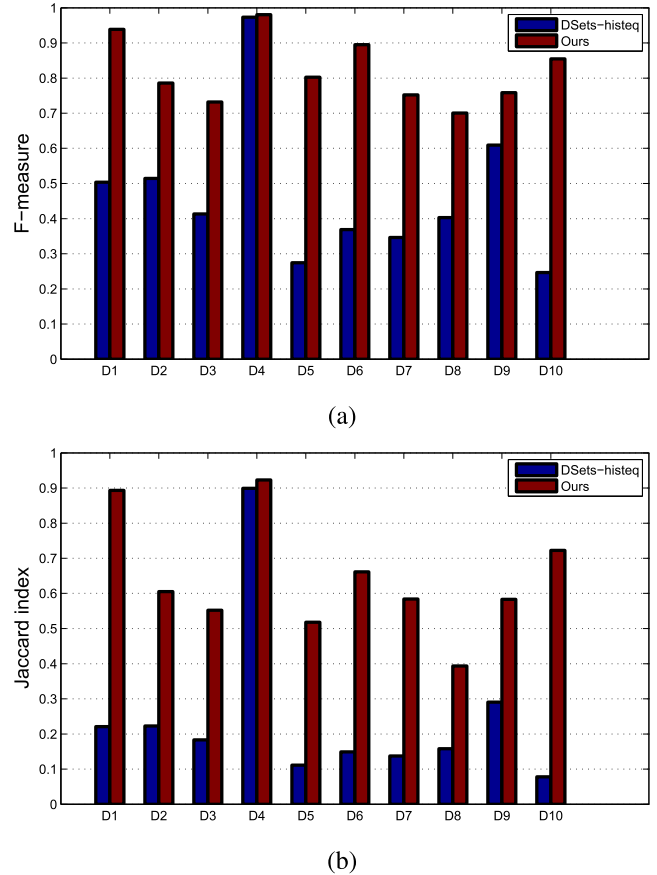 1
0.9
0.8
0.7
0.6
0.5
0.4
0.3
0.2
0.1
0
F-measure
DSets-histeq
Ours
D1 D2 D3 D4 D5 D6 D7 D8 D9 D10
(a)
1
0.9
0.8
0.7
0.6
0.5
0.4
0.3
0.2
0.1
0
Jaccard index
DSets-histeq
Ours
D1 D2 D3 D4 D5 D6 D7 D8 D9 D10
(b)